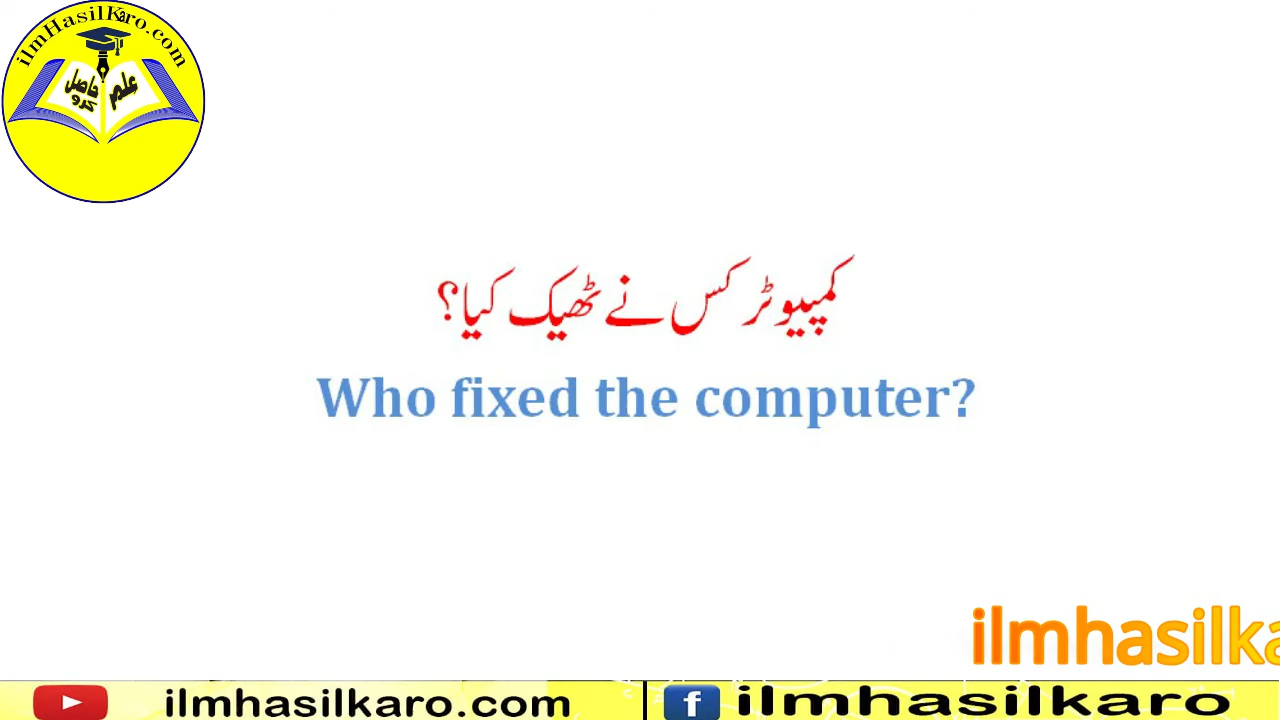 ilmHasilKaro.com
علم حاصل کرو
کمپیوٹر کس نے ٹھیک کیا؟
Who fixed the computer?
ilmhasilka
ilmhasilkaro.com
ilmhasilkaro